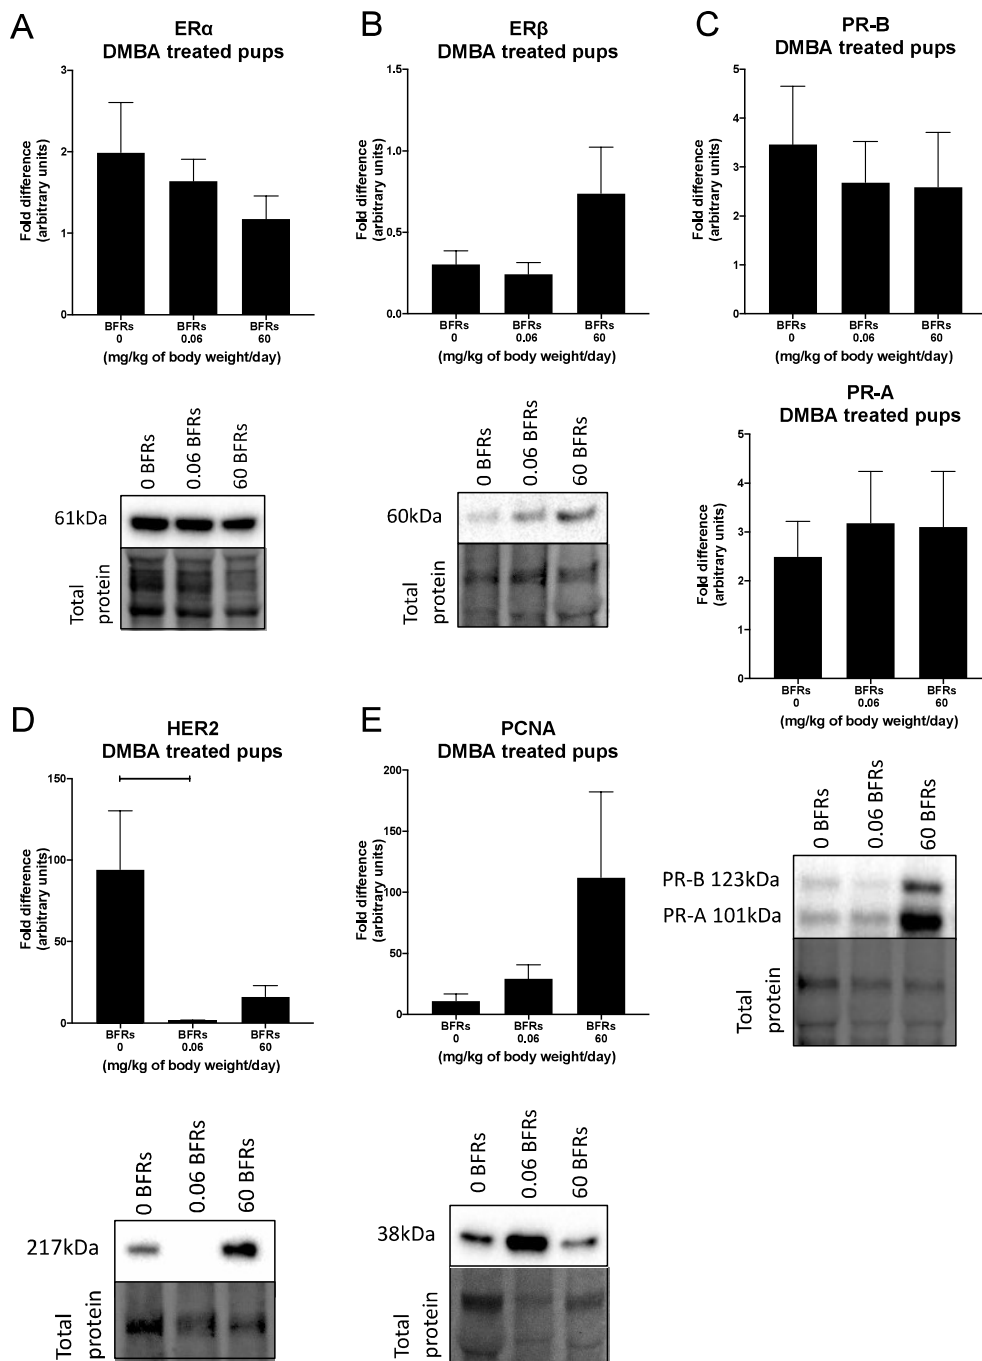 A
ERα
DMBA treated pups
Fold difference
(arbitrary units)
3
2
1
0
BFRs BFRs BFRs
0 0.06 60
(mg/kg of body weight/day)
0 BFRs
0.06 BFRs
60 BFRs
61kDa
Total
protein
B
ERβ
DMBA treated pups
Fold difference
(arbitrary units)
1.5
1.0
0.5
0.0
BFRs BFRs BFRs
0 0.06 60
(mg/kg of body weight/day)
0 BFRs
0.06 BFRs
60 BFRs
60kDa
Total
protein
C
PR-B
DMBA treated pups
Fold difference
(arbitrary units)
5
4
3
2
1
0
BFRs BFRs BFRs
0 0.06 60
(mg/kg of body weight/day)
PR-A
DMBA treated pups
Fold difference
(arbitrary units)
5
4
3
2
1
0
BFRs BFRs BFRs
0 0.06 60
(mg/kg of body weight/day)
0 BFRs
0.06 BFRs
60 BFRs
PR-B 123kDa
PR-A 101kDa
Total
protein
D
HER2
DMBA treated pups
Fold difference
(arbitrary units)
150
100
50
0
BFRs BFRs BFRs
0 0.06 60
(mg/kg of body weight/day)
0 BFRs
0.06 BFRs
60 BFRs
217kDa
Total
protein
E
PCNA
DMBA treated pups
Fold difference
(arbitrary units)
200
150
100
50
0
BFRs BFRs BFRs
0 0.06 60
(mg/kg of body weight/day)
0 BFRs
0.06 BFRs
60 BFRs
38kDa
Total
protein